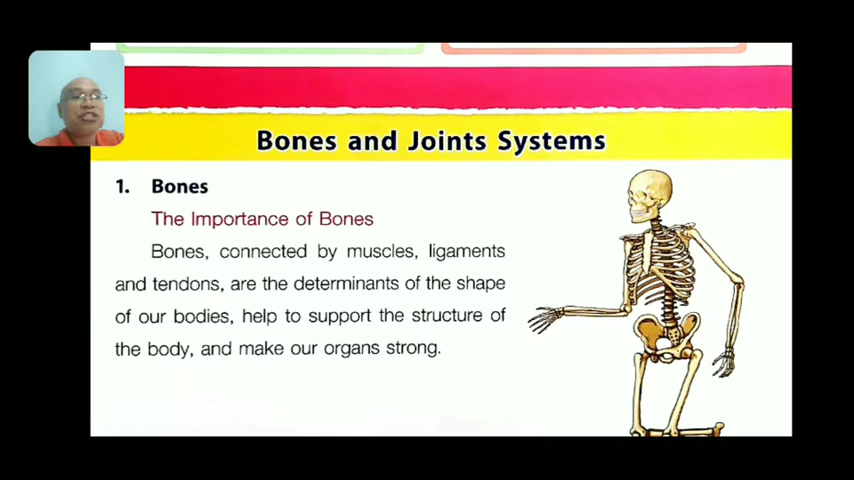 Bones and Joints Systems
1. Bones
The Importance of Bones
Bones, connected by muscles, ligaments
and tendons, are the determinants of the shape
of our bodies, help to support the structure of
the body, and make our organs strong.